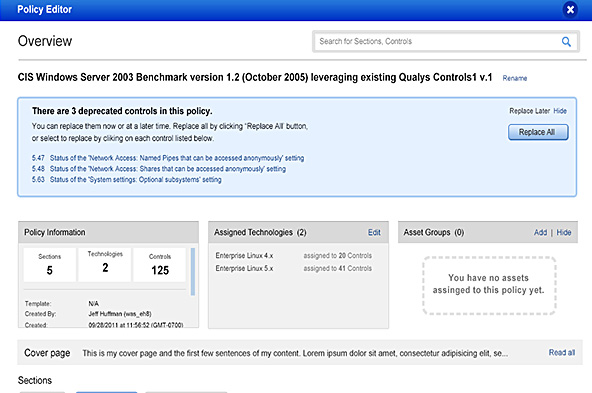 Policy Editor
Overview
Search for Sections, Controls
CIS Windows Server 2003 Benchmark version 1.2 (October 2005) leveraging existing Qualys Controls1 v.1 Rename
There are 3 deprecated controls in this policy.
Replace Later Hide
You can replace them now or at a later time. Replace all by clicking 'Replace All' button,
or select to replace by cliking on each control listed below.
Replace All
5.47 Status of the 'Network Access: Named Pipes that can be accessed anonymously' setting
5.48 Status of the 'Network Access: Shares that can be accessed anonymously' setting
5.63 Status of the 'System settings: Optional subsystems' setting
Policy Information
Sections
5
Technologies
2
Controls
125
Template: N/A
Created By: Jeff Huffman (was_eh8)
Created: 09/28/2011 at 11:56:52 (GMT-0700)
Assigned Technologies (2) Edit
Enterprise Linux 4.x assigned to 20 Controls
Enterprise Linux 5.x assigned to 41 Controls
Asset Groups (0) Add | Hide
You have no assets
assinged to this policy yet.
Cover page This is my cover page and the first few sentences of my content. Lorem ipsum dolor sit amet, consectetur adipisicing elit, se... Read all
Sections